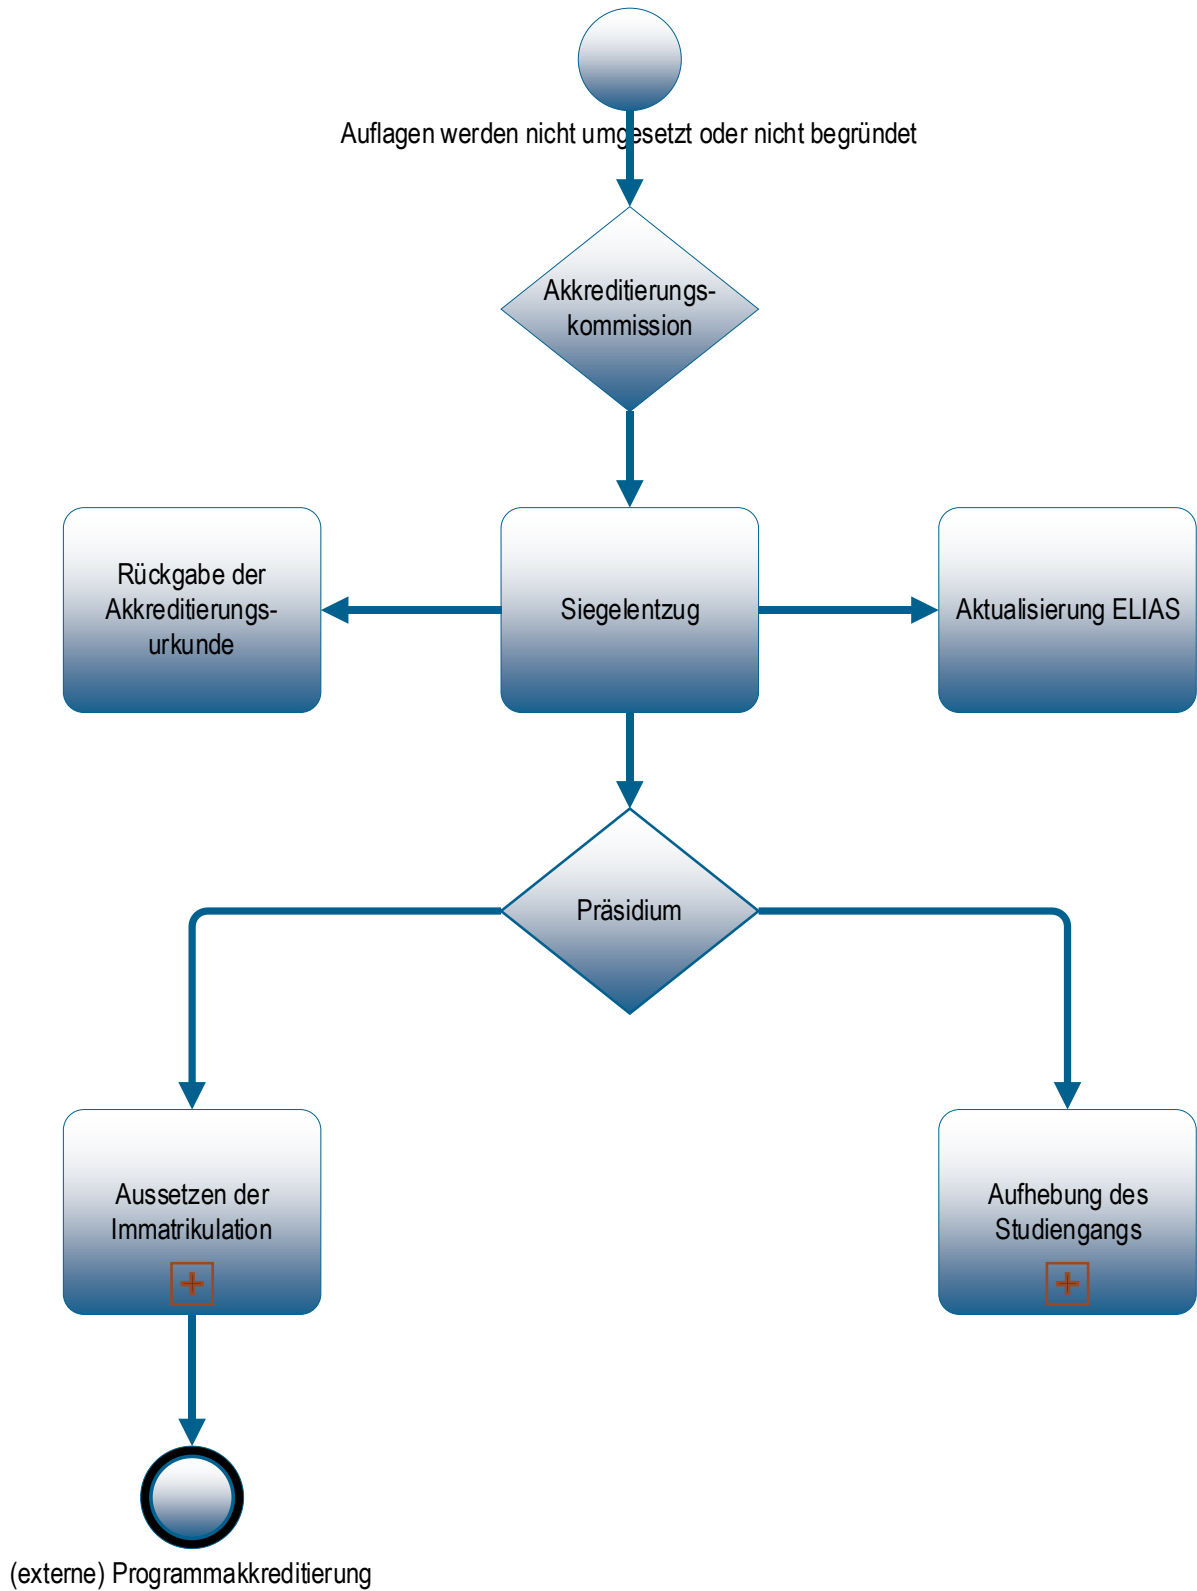 Auflagen werden nicht umgesetzt oder nicht begründet
Akkreditierungs-
kommission
Rückgabe der
Akkreditierungs-
urkunde
Siegelentzug
Aktualisierung ELIAS
Präsidium
Aussetzen der
Immatrikulation
Aufhebung des
Studiengangs
(externe) Programmakkreditierung